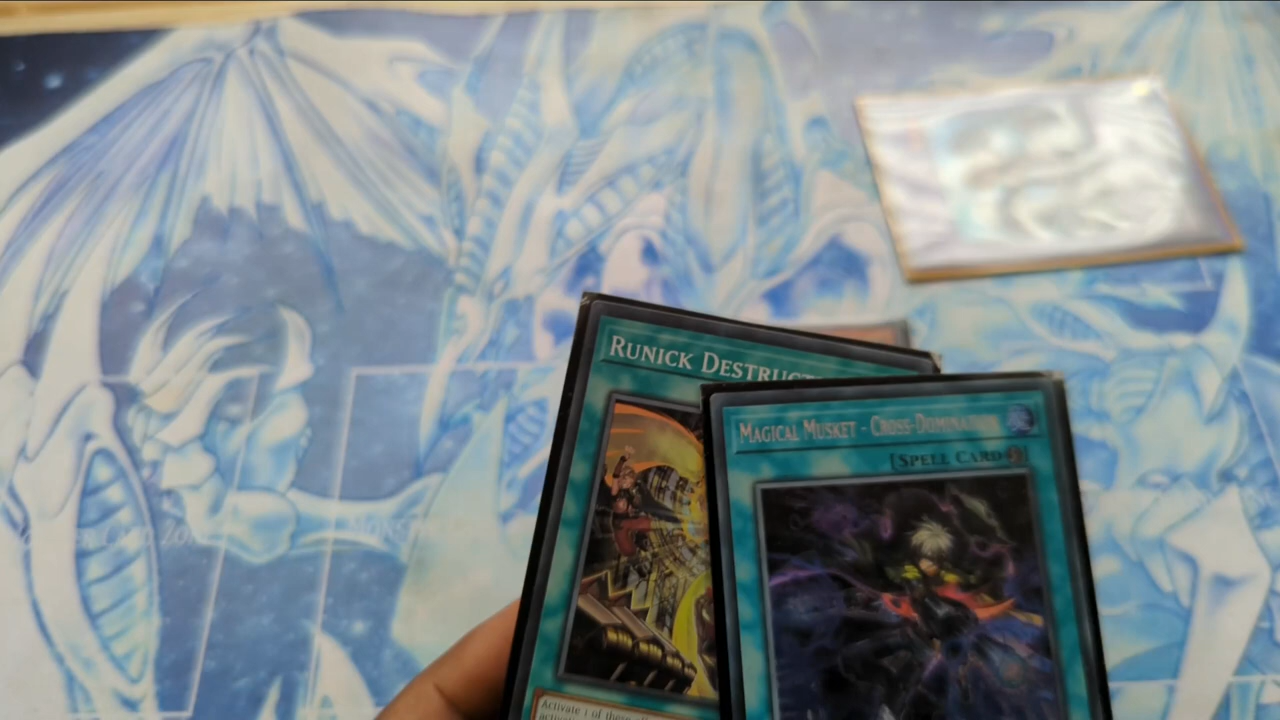 RUNICK DESTRUCT
MAGICAL MUSKET - CROSS-DOMINATION
[SPELL CARD]
Activate 1 of these